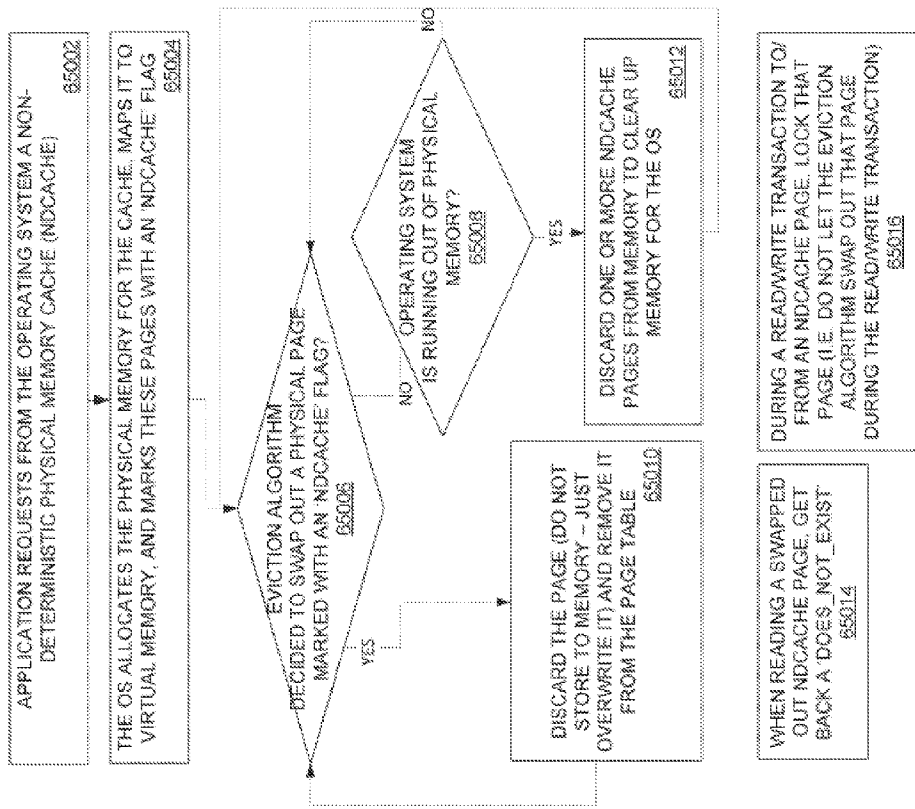 APPLICATION REQUESTS FROM THE OPERATING SYSTEM A NON-
DETERMINISTIC PHYSICAL MEMORY CACHE (NDCACHE)
65002
THE OS ALLOCATES THE PHYSICAL MEMORY FOR THE CACHE, MAPS IT TO
VIRTUAL MEMORY, AND MARKS THESE PAGES WITH AN 'NDCACHE' FLAG
65004
EVICTION ALGORITHM
DECIDED TO SWAP OUT A PHYSICAL PAGE
MARKED WITH AN 'NDCACHE' FLAG?
65006
YES
NO
OPERATING SYSTEM
IS RUNNING OUT OF PHYSICAL
MEMORY?
65008
NO
YES
DISCARD THE PAGE (DO NOT
STORE TO MEMORY – JUST
OVERWRITE IT) AND REMOVE IT
FROM THE PAGE TABLE
65010
DISCARD ONE OR MORE NDCACHE
PAGES FROM MEMORY TO CLEAR UP
MEMORY FOR THE OS
65012
WHEN READING A SWAPPED
OUT NDCACHE PAGE, GET
BACK A 'DOES_NOT_EXIST'
65014
DURING A READ/WRITE TRANSACTION TO/
FROM AN NDCACHE PAGE, LOCK THAT
PAGE (I.E. DO NOT LET THE EVICTION
ALGORITHM SWAP OUT THAT PAGE
DURING THE READ/WRITE TRANSACTION)
65016